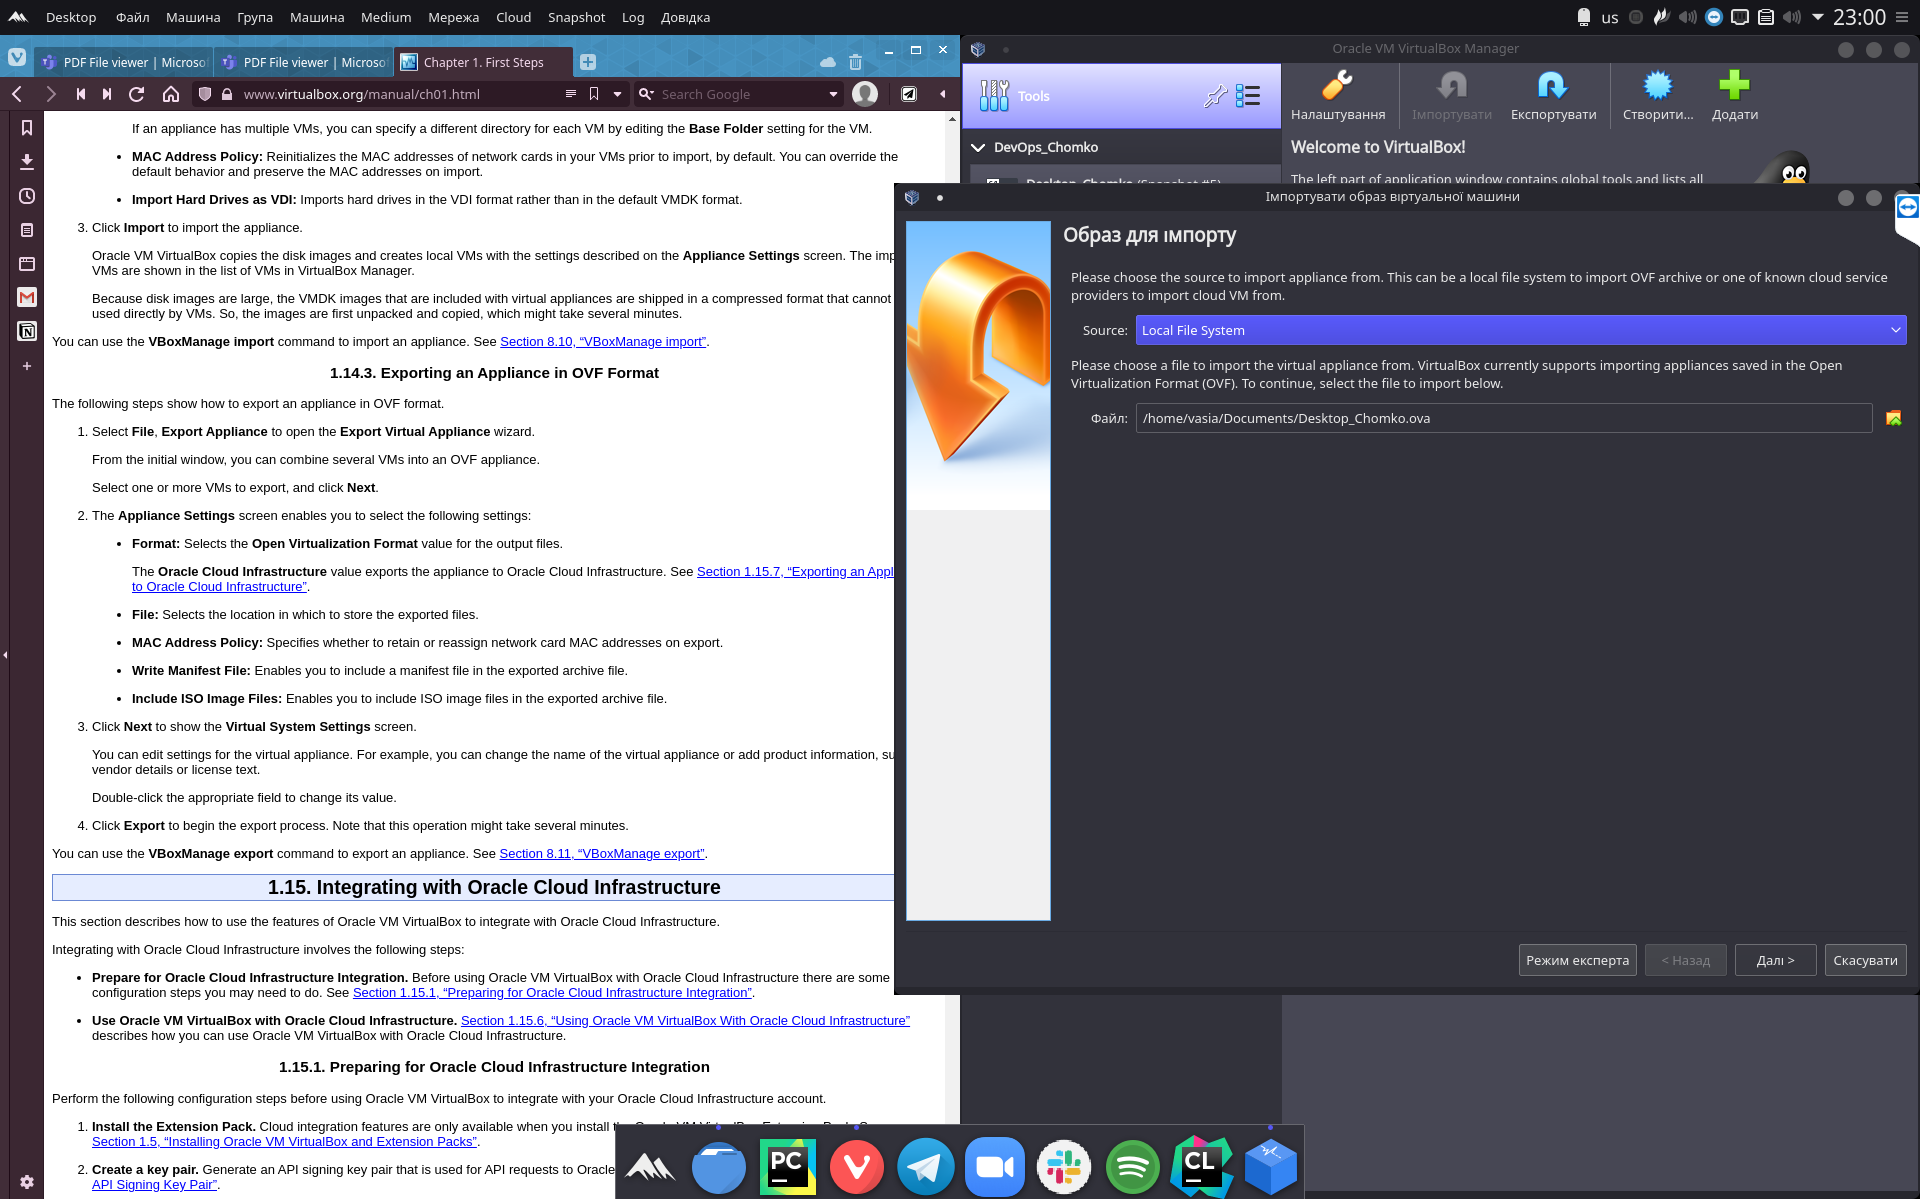 Desktop Файл Машина Група Машина Medium Мережа Cloud Snapshot Log Довідка
us 23:00
PDF File viewer | Microsof
PDF File viewer | Microsof
Chapter 1. First Steps
www.virtualbox.org/manual/ch01.html
Search Google
If an appliance has multiple VMs, you can specify a different directory for each VM by editing the Base Folder setting for the VM.
• MAC Address Policy: Reinitializes the MAC addresses of network cards in your VMs prior to import, by default. You can override the
default behavior and preserve the MAC addresses on import.
• Import Hard Drives as VDI: Imports hard drives in the VDI format rather than in the default VMDK format.
3. Click Import to import the appliance.
Oracle VM VirtualBox copies the disk images and creates local VMs with the settings described on the Appliance Settings screen. The imp
VMs are shown in the list of VMs in VirtualBox Manager.
Because disk images are large, the VMDK images that are included with virtual appliances are shipped in a compressed format that cannot
used directly by VMs. So, the images are first unpacked and copied, which might take several minutes.
You can use the VBoxManage import command to import an appliance. See Section 8.10, “VBoxManage import”.
1.14.3. Exporting an Appliance in OVF Format
The following steps show how to export an appliance in OVF format.
1. Select File, Export Appliance to open the Export Virtual Appliance wizard.
From the initial window, you can combine several VMs into an OVF appliance.
Select one or more VMs to export, and click Next.
2. The Appliance Settings screen enables you to select the following settings:
• Format: Selects the Open Virtualization Format value for the output files.
The Oracle Cloud Infrastructure value exports the appliance to Oracle Cloud Infrastructure. See Section 1.15.7, “Exporting an Appl
to Oracle Cloud Infrastructure”.
• File: Selects the location in which to store the exported files.
• MAC Address Policy: Specifies whether to retain or reassign network card MAC addresses on export.
• Write Manifest File: Enables you to include a manifest file in the exported archive file.
• Include ISO Image Files: Enables you to include ISO image files in the exported archive file.
3. Click Next to show the Virtual System Settings screen.
You can edit settings for the virtual appliance. For example, you can change the name of the virtual appliance or add product information, su
vendor details or license text.
Double-click the appropriate field to change its value.
4. Click Export to begin the export process. Note that this operation might take several minutes.
You can use the VBoxManage export command to export an appliance. See Section 8.11, “VBoxManage export”.
1.15. Integrating with Oracle Cloud Infrastructure
This section describes how to use the features of Oracle VM VirtualBox to integrate with Oracle Cloud Infrastructure.
Integrating with Oracle Cloud Infrastructure involves the following steps:
• Prepare for Oracle Cloud Infrastructure Integration. Before using Oracle VM VirtualBox with Oracle Cloud Infrastructure there are some
configuration steps you may need to do. See Section 1.15.1, “Preparing for Oracle Cloud Infrastructure Integration”.
• Use Oracle VM VirtualBox with Oracle Cloud Infrastructure. Section 1.15.6, “Using Oracle VM VirtualBox With Oracle Cloud Infrastructure”
describes how you can use Oracle VM VirtualBox with Oracle Cloud Infrastructure.
1.15.1. Preparing for Oracle Cloud Infrastructure Integration
Perform the following configuration steps before using Oracle VM VirtualBox to integrate with your Oracle Cloud Infrastructure account.
1. Install the Extension Pack. Cloud integration features are only available when you install
Section 1.5, “Installing Oracle VM VirtualBox and Extension Packs”.
2. Create a key pair. Generate an API signing key pair that is used for API requests to Oracle
API Signing Key Pair”.
Oracle VM VirtualBox Manager
Tools
Налаштування Імпортувати Експортувати Створити... Додати
DevOps_Chomko
Desktop_Chomko (Snapshot #5)
Welcome to VirtualBox!
The left part of application window contains global tools and lists all
Імпортувати образ віртуальної машини
Образ для імпорту
Please choose the source to import appliance from. This can be a local file system to import OVF archive or one of known cloud service
providers to import cloud VM from.
Source: Local File System
Please choose a file to import the virtual appliance from. VirtualBox currently supports importing appliances saved in the Open
Virtualization Format (OVF). To continue, select the file to import below.
Файл: /home/vasia/Documents/Desktop_Chomko.ova
Режим експерта < Назад Далі > Скасувати
PC CL